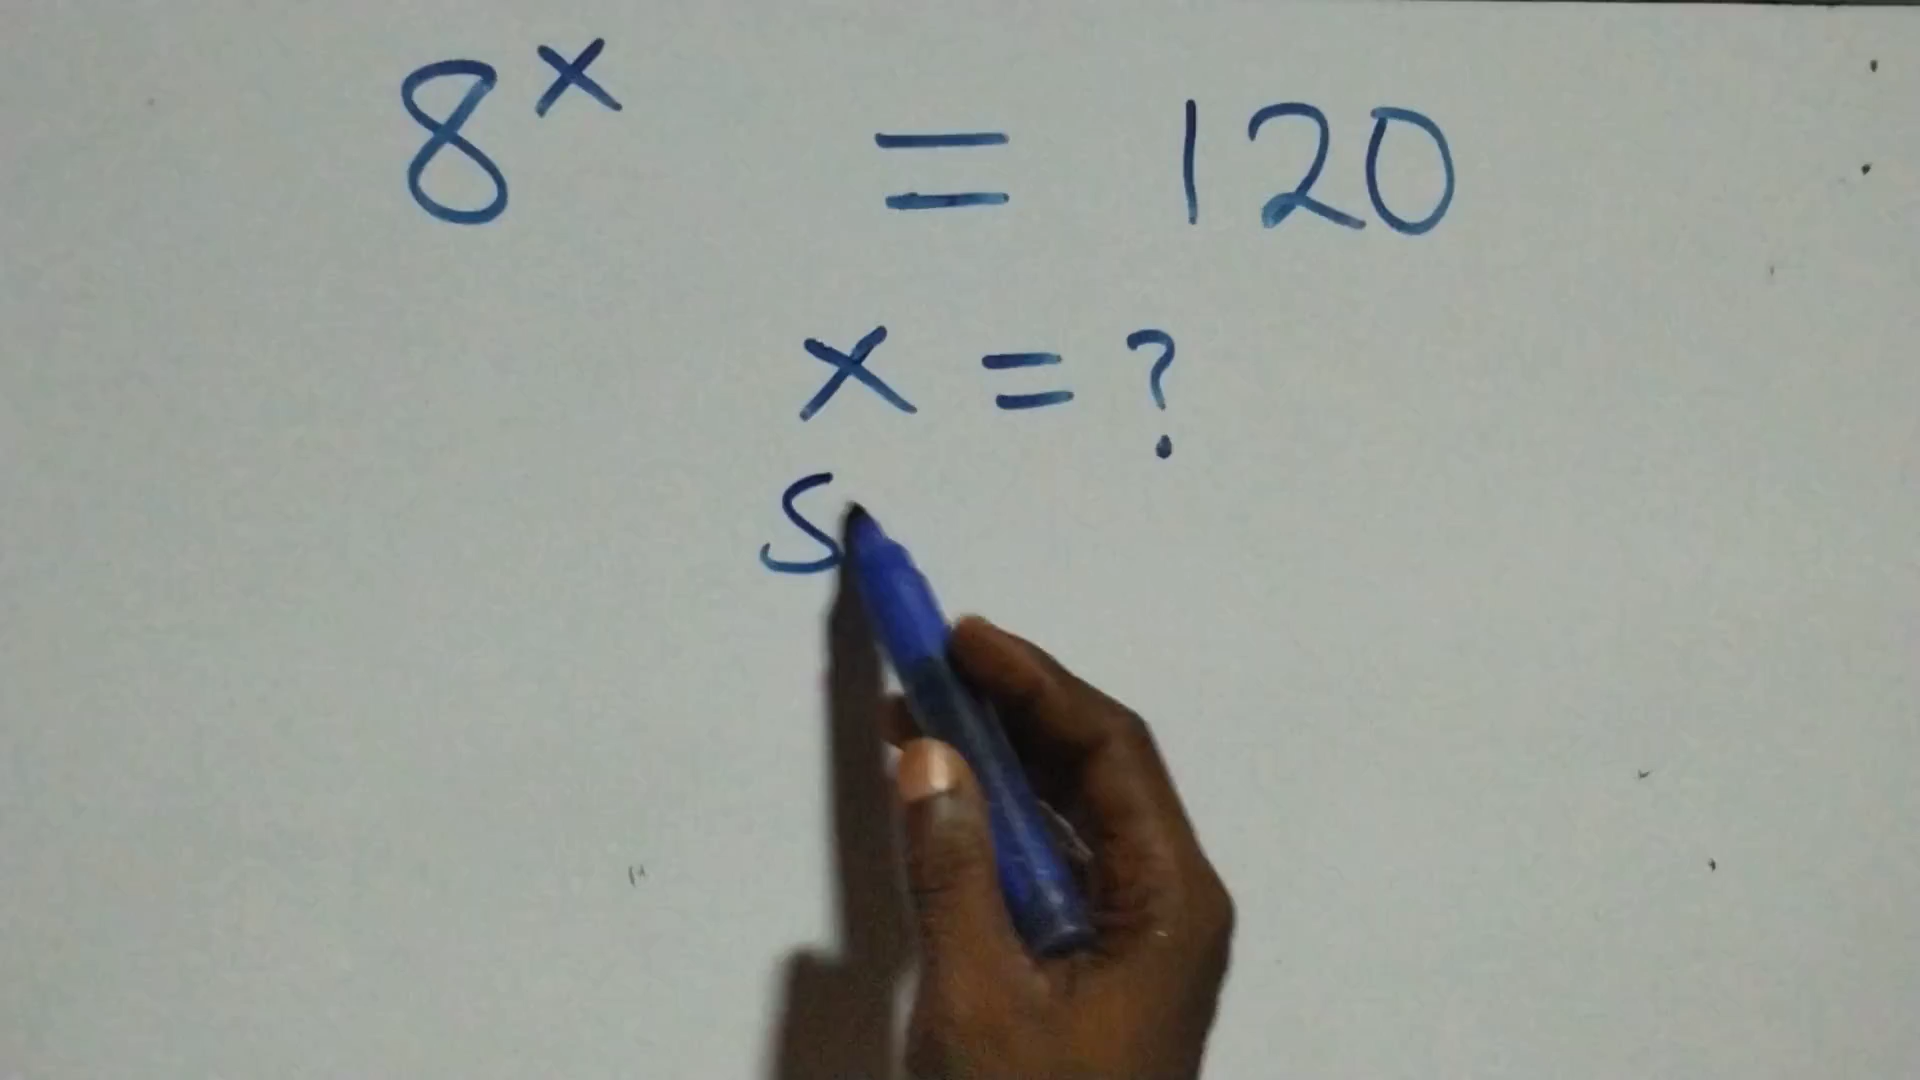 8^x = 120
x = ?
S